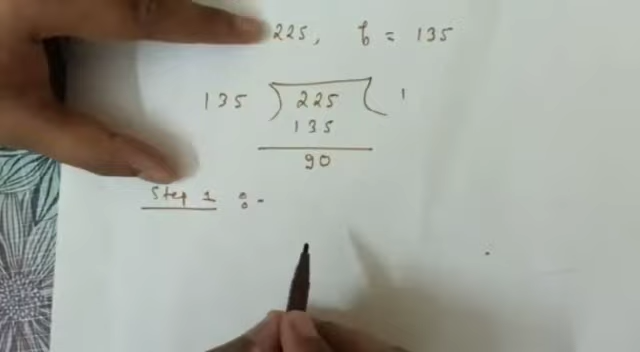 225, b = 135
135 ) 225 ( 1
135
90
Step 1 :-